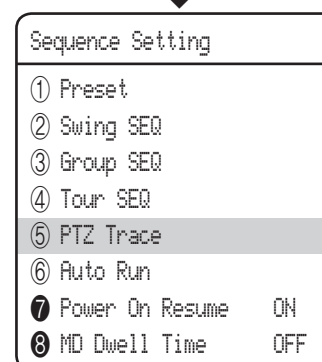 Sequence Setting
① Preset
② Swing SEQ
③ Group SEQ
④ Tour SEQ
⑤ PTZ Trace
⑥ Auto Run
❼ Power On Resume ON
❽ MD Dwell Time OFF